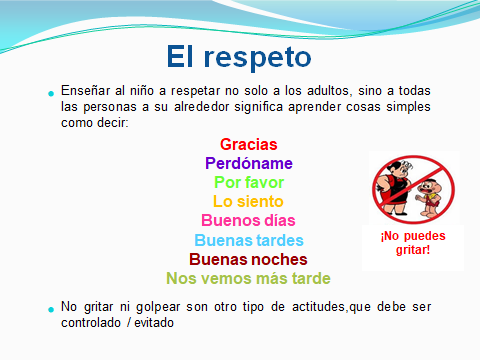 El respeto
Enseñar al niño a respetar no solo a los adultos, sino a todas
las personas a su alrededor significa aprender cosas simples
como decir:
Gracias
Perdóname
Por favor
Lo siento
Buenos días
Buenas tardes
Buenas noches
Nos vemos más tarde
¡No puedes
gritar!
No gritar ni golpear son otro tipo de actitudes,que debe ser
controlado / evitado